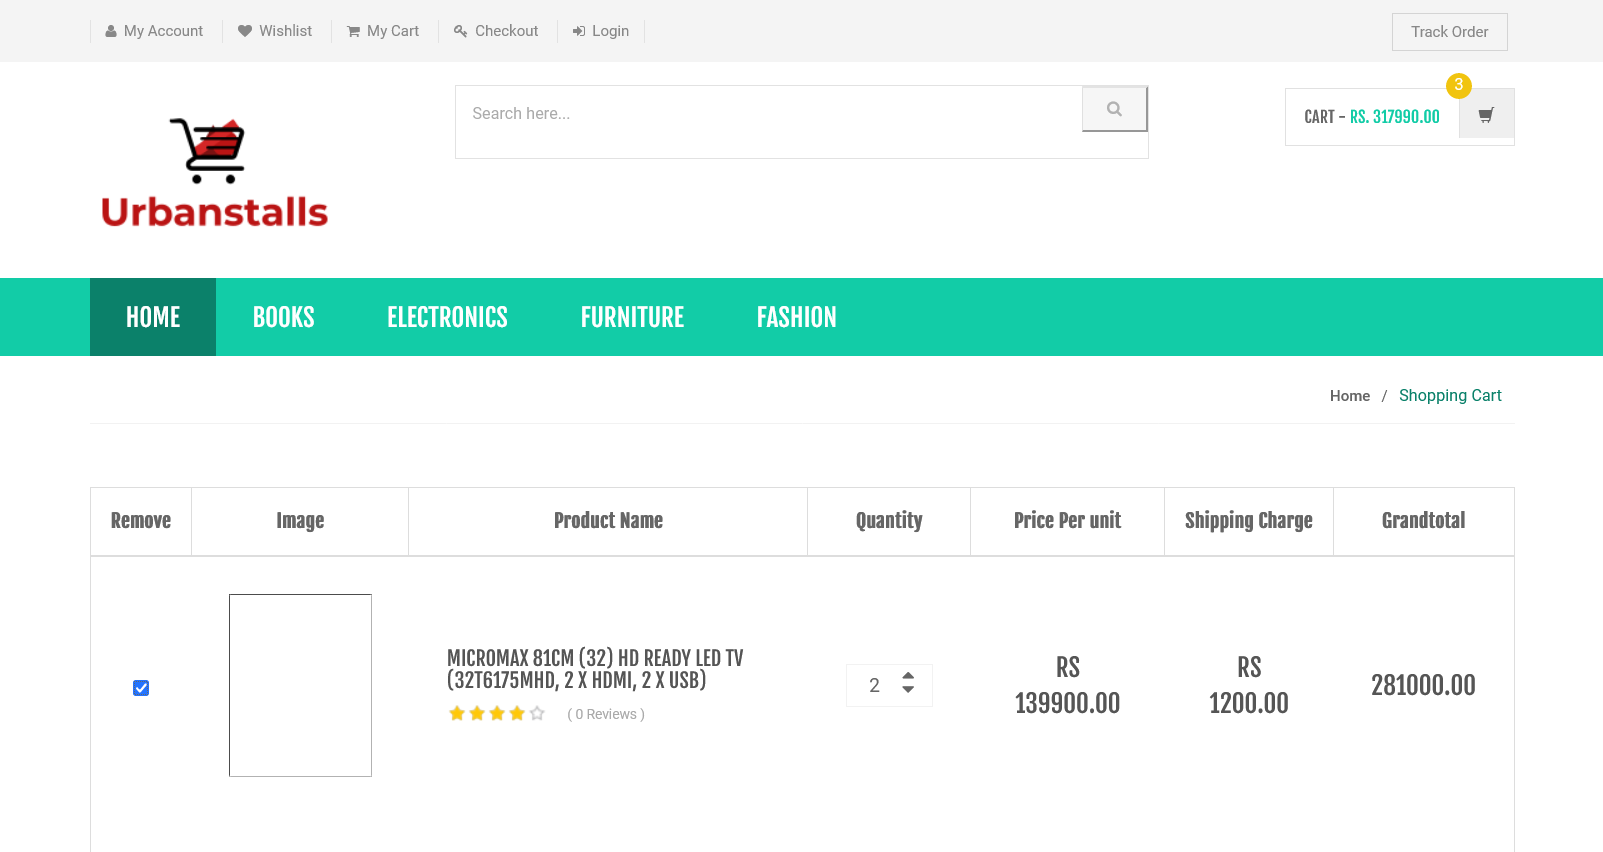 My Account Wishlist My Cart Checkout Login Track Order
Search here...
3
CART - RS. 317990.00
Urbanstalls
HOME BOOKS ELECTRONICS FURNITURE FASHION
Home / Shopping Cart
Remove Image Product Name Quantity Price Per unit Shipping Charge Grandtotal
MICROMAX 81CM (32) HD READY LED TV
(32T6175MHD, 2 X HDMI, 2 X USB)
( 0 Reviews )
2
RS
139900.00
RS
1200.00
281000.00